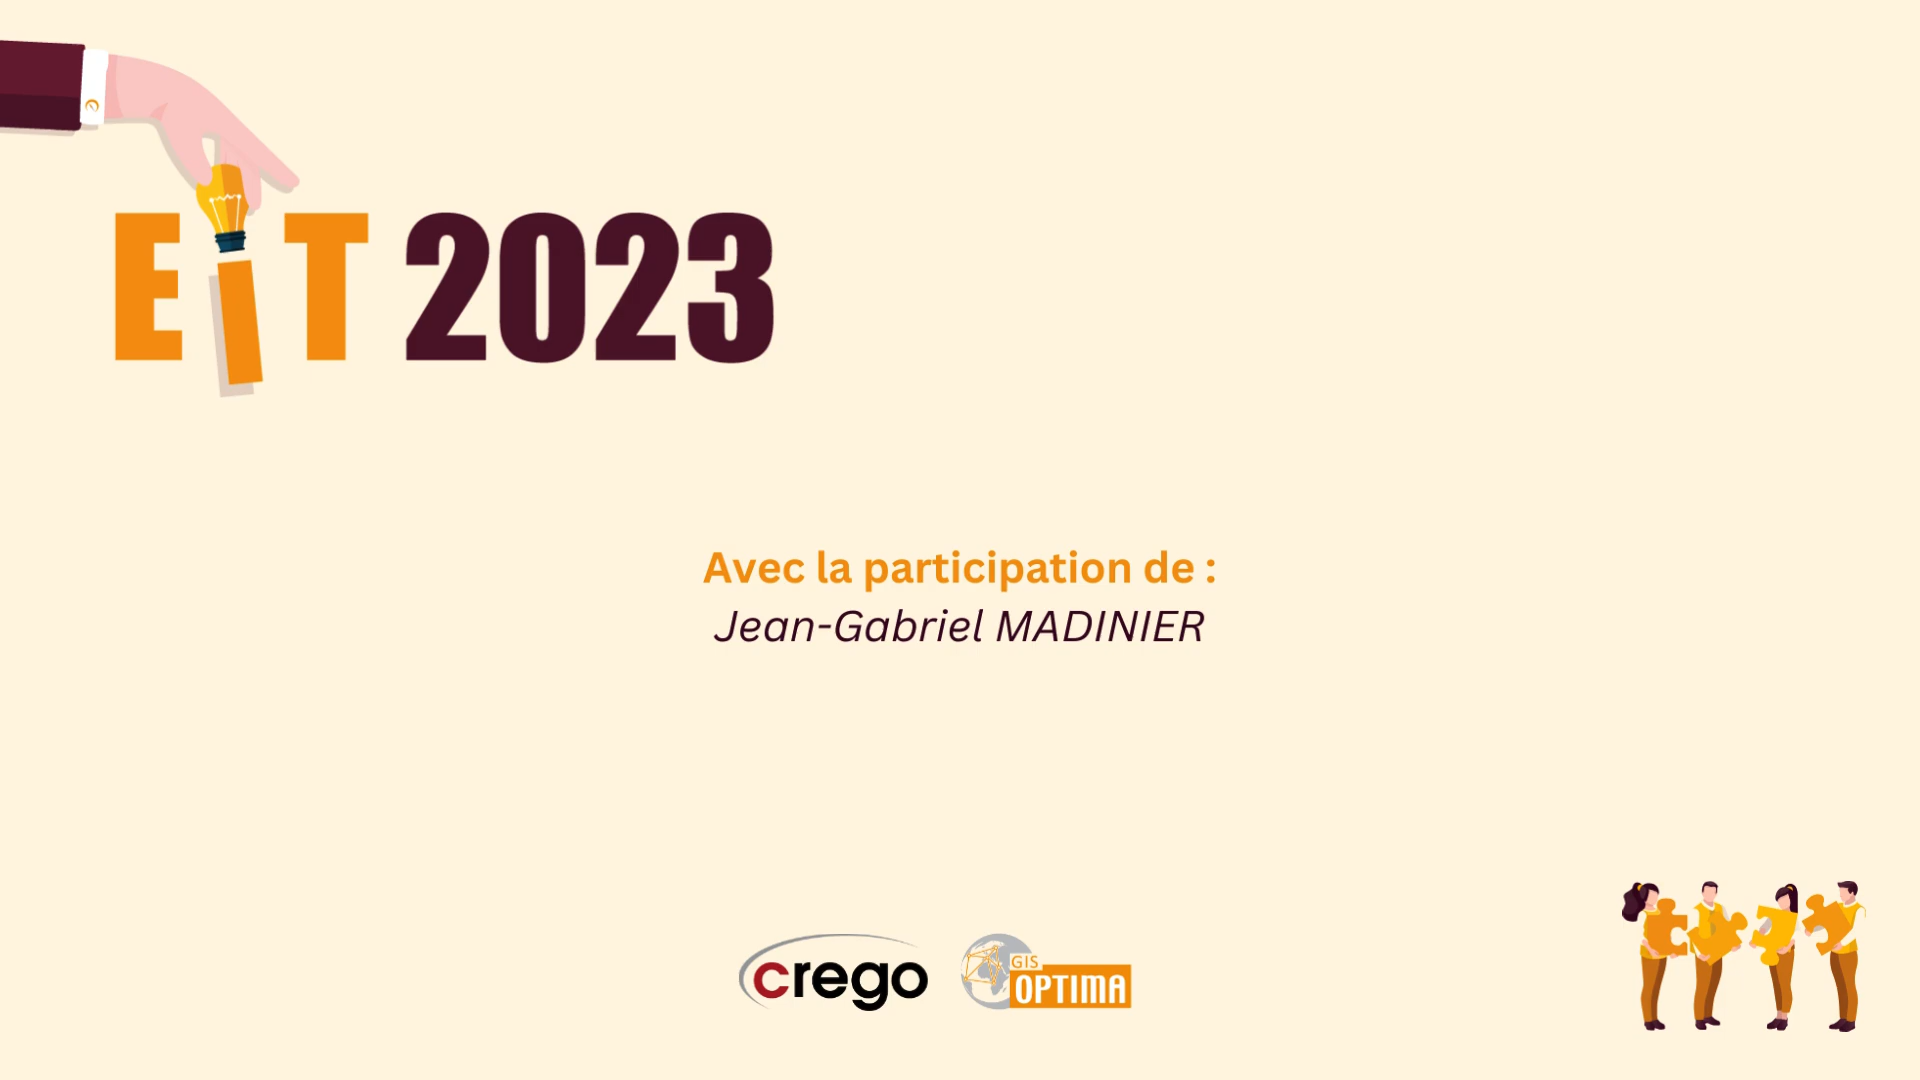 EIT 2023
Avec la participation de :
Jean-Gabriel MADINIER
crego
GIS
OPTIMA